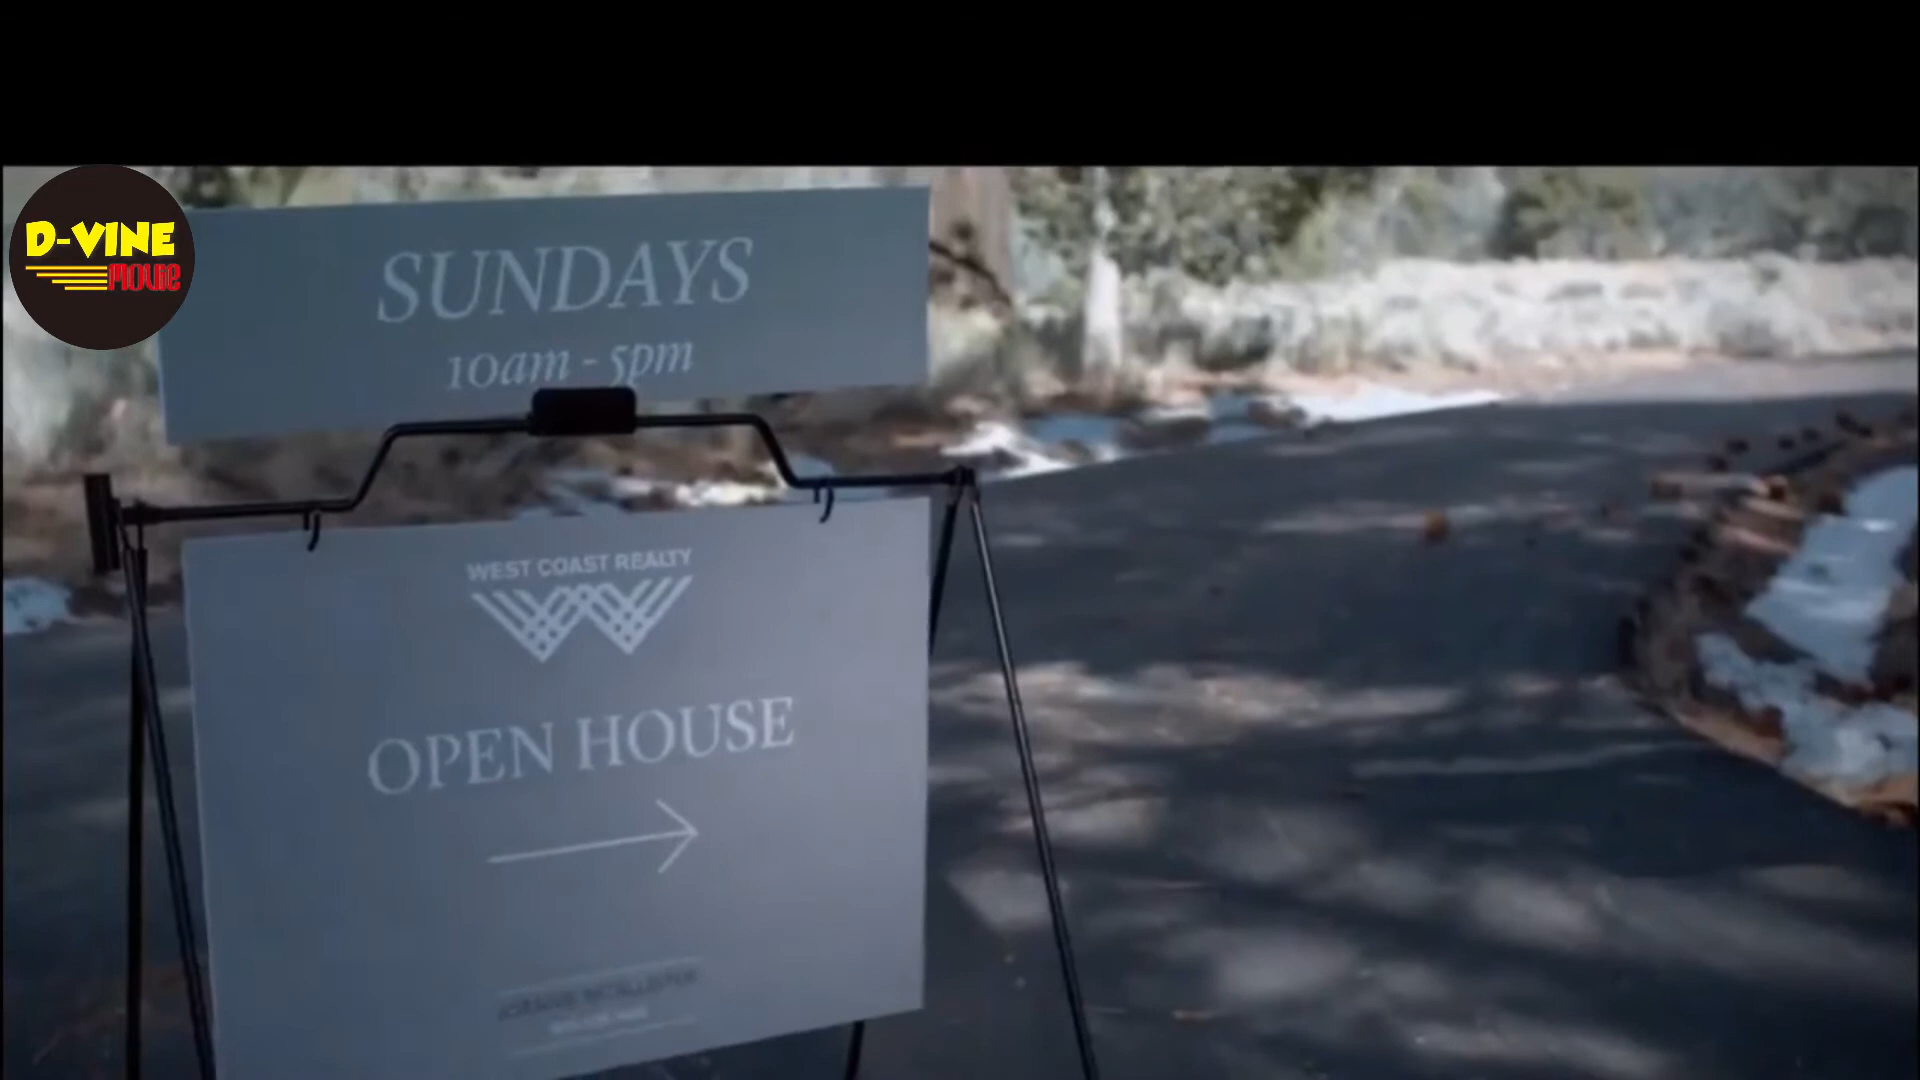 D-VINE
MOVIE
SUNDAYS
10am - 5pm
WEST COAST REALTY
OPEN HOUSE